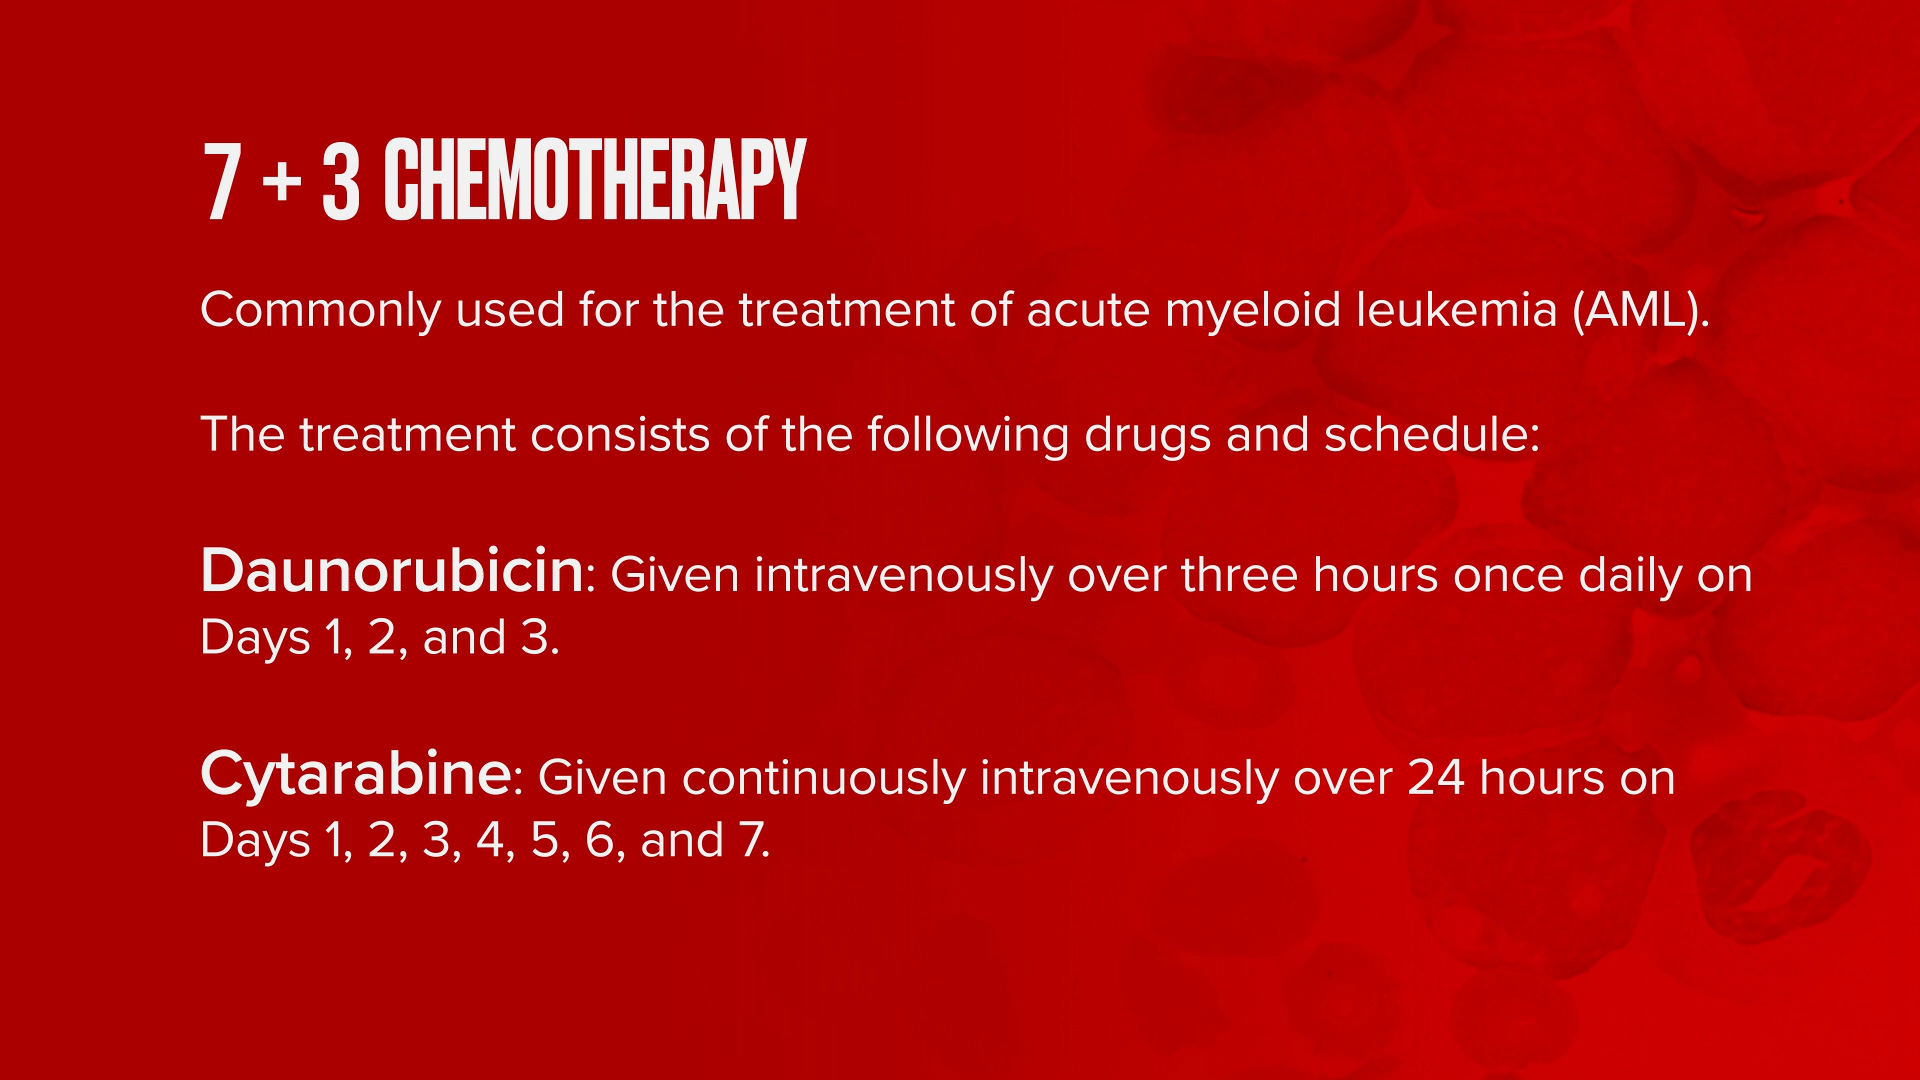 7 + 3 CHEMOTHERAPY
Commonly used for the treatment of acute myeloid leukemia (AML).
The treatment consists of the following drugs and schedule:
Daunorubicin: Given intravenously over three hours once daily on
Days 1, 2, and 3.
Cytarabine: Given continuously intravenously over 24 hours on
Days 1, 2, 3, 4, 5, 6, and 7.